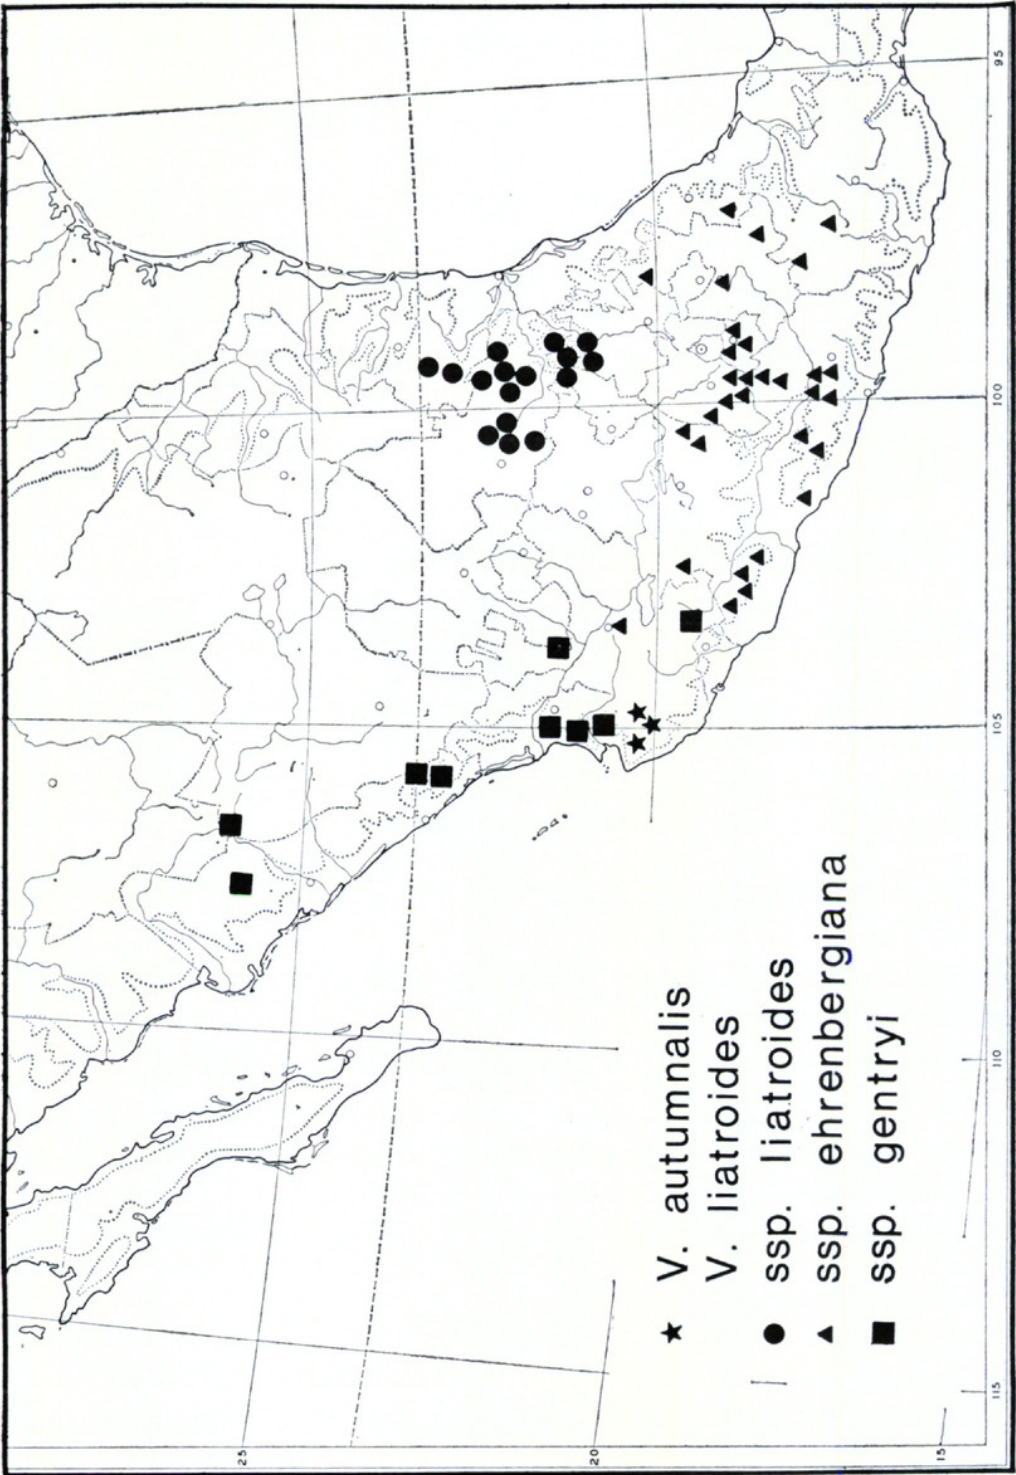 V. autumnalis
V. liatroides
ssp. liatroides
ssp. ehrenbergiana
ssp. gentryi
25
20
15
115
110
105
100
95